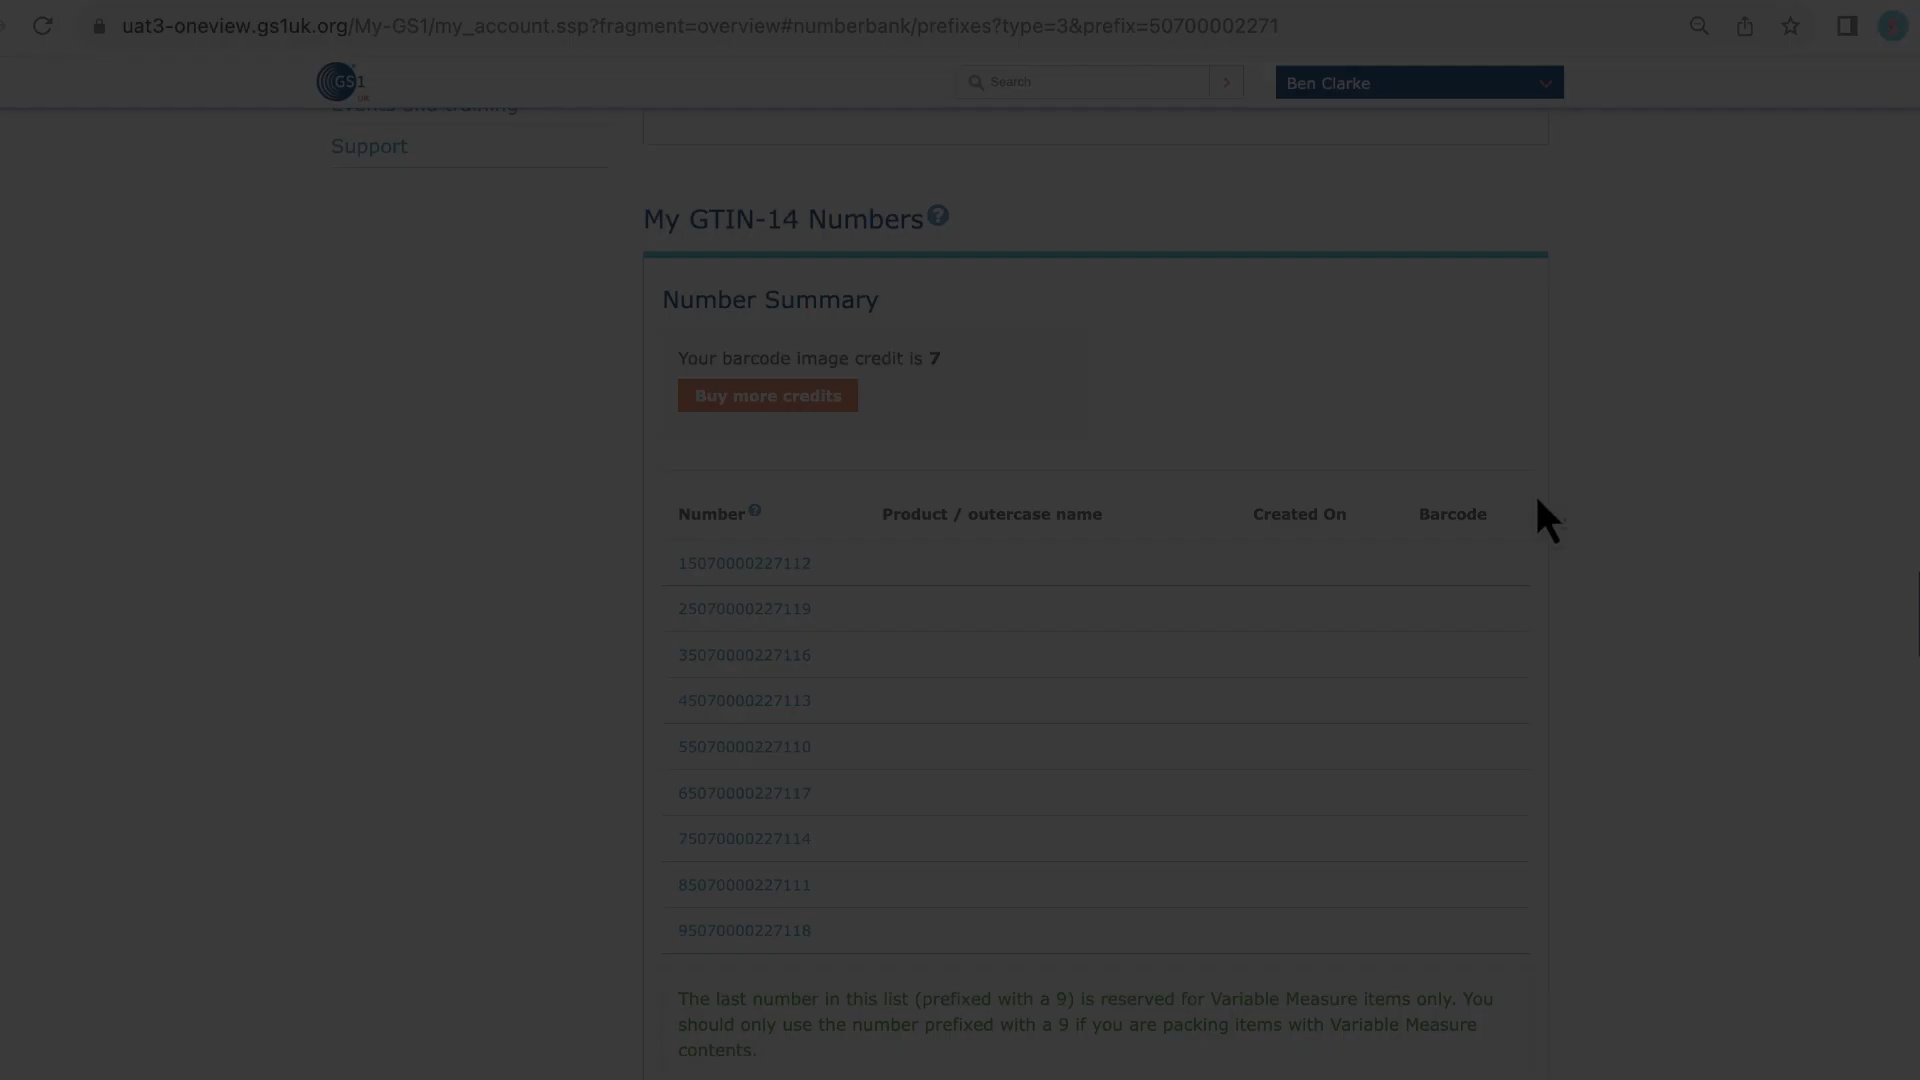 uat3-oneview.gs1uk.org/My-GS1/my_account.ssp?fragment=overview#numberbank/prefixes?type=3&prefix=50700002271
GS1
UK
Search
Ben Clarke
Events and training
Support
My GTIN-14 Numbers
Number Summary
Your barcode image credit is 7
Buy more credits
Number Product / outercase name Created On Barcode
15070000227112
25070000227119
35070000227116
45070000227113
55070000227110
65070000227117
75070000227114
85070000227111
95070000227118
The last number in this list (prefixed with a 9) is reserved for Variable Measure items only. You
should only use the number prefixed with a 9 if you are packing items with Variable Measure
contents.